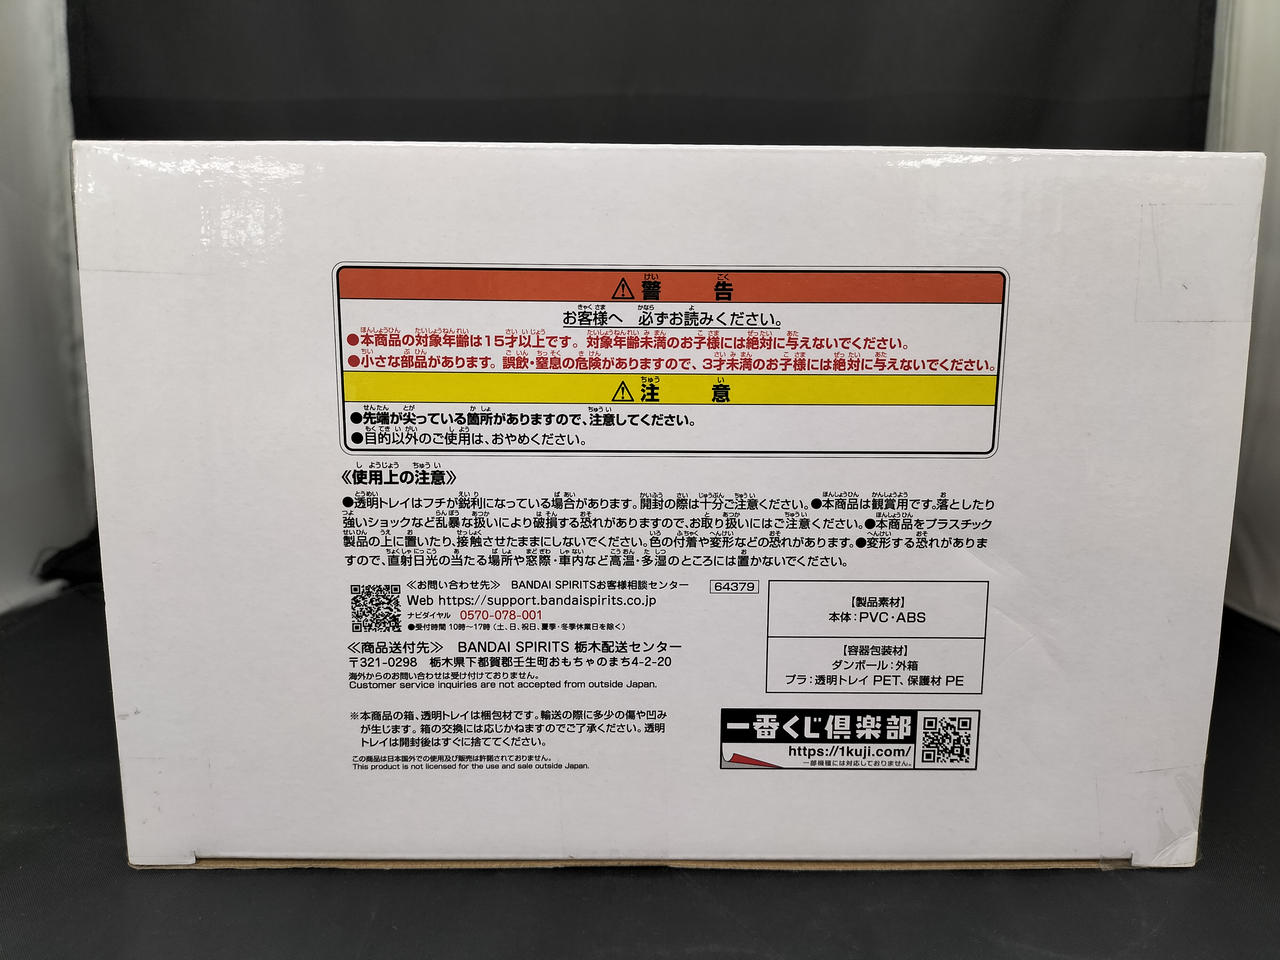 ⚠警告
お客様へ 必ずお読みください。
●本商品の対象年齢は15才以上です。対象年齢未満のお子様には絶対に与えないでください。
●小さな部品があります。誤飲・窒息の危険がありますので、3才未満のお子様には絶対に与えないでください。
⚠注意
●先端が尖っている箇所がありますので、注意してください。
●目的以外のご使用は、おやめください。
《使用上の注意》
●透明トレイはフチが鋭利になっている場合があります。開封の際は十分ご注意ください。●本商品は観賞用です。落としたり
強いショックなど乱暴な扱いにより破損する恐れがありますので、お取り扱いにはご注意ください。●本商品をプラスチック
製品の上に置いたり、接触させたままにしないでください。色の付着や変形などの恐れがあります。●変形する恐れがありま
すので、直射日光の当たる場所や窓際・車内など高温・多湿のところには置かないでください。
≪お問い合わせ先≫ BANDAI SPIRITSお客様相談センター
Web https://support.bandaispirits.co.jp
ナビダイヤル 0570-078-001
●受付時間 10時～17時(土、日、祝日、夏季・冬季休業日を除く)
64379
≪商品送付先≫ BANDAI SPIRITS 栃木配送センター
〒321-0298 栃木県下都賀郡壬生町おもちゃのまち4-2-20
海外からのお問い合わせは受け付けておりません。
Customer service inquiries are not accepted from outside Japan.
【製品素材】
本体：PVC・ABS
【容器包装材】
ダンボール：外箱
プラ：透明トレイ PET、保護材 PE
※本商品の箱、透明トレイは梱包材です。輸送の際に多少の傷や凹み
が生じます。箱の交換には応じかねますのでご了承ください。透明
トレイは開封後はすぐに捨ててください。
この商品は日本国外での使用及び販売は許諾されておりません。
This product is not licensed for the use and sale outside Japan.
一番くじ倶楽部
https://1kuji.com/
一部機種には対応しておりません。